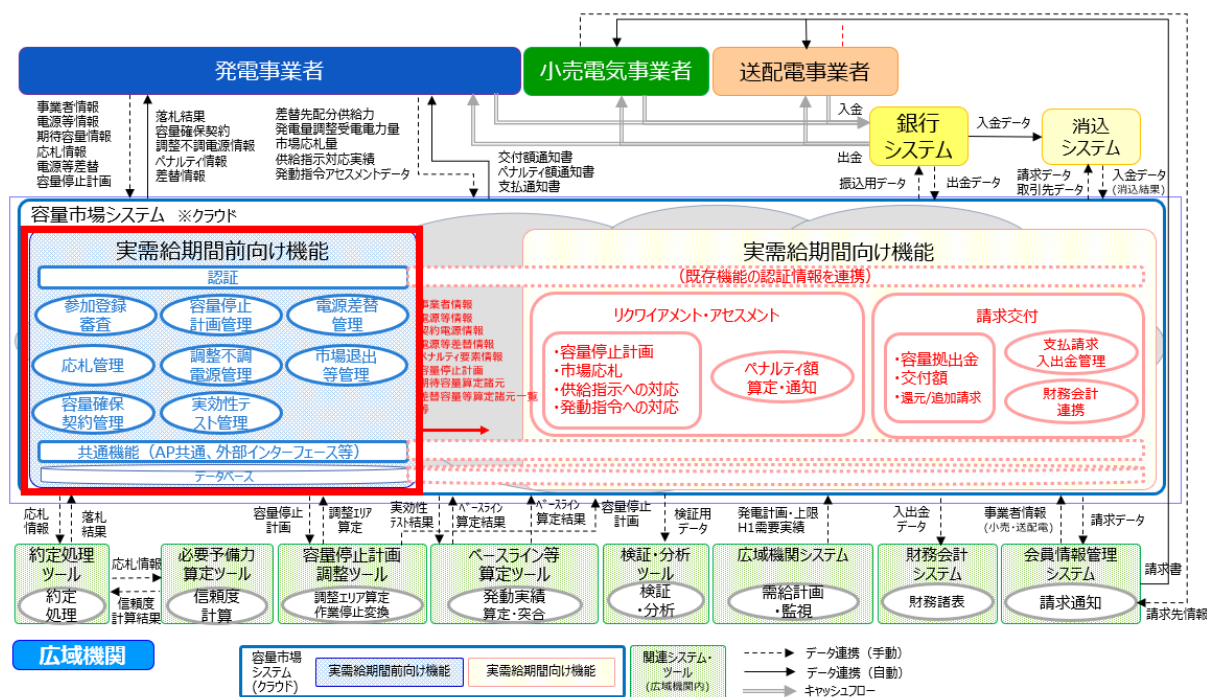 発電事業者
小売電気事業者
送配電事業者
事業者情報
電源等情報
期待容量情報
応札情報
電源等差替
容量停止計画
落札結果
容量確保契約
調整不調電源情報
ペナルティ情報
差替情報
差替先配分供給力
発電量調整受電電力量
市場応札量
供給指示対応実績
発動指令アセスメントデータ
交付額通知書
ペナルティ額通知書
支払通知書
入金
出金
銀行
システム
入金データ
消込
システム
振込用データ
出金データ
請求データ
取引先データ
入金データ
(消込結果)
容量市場システム ※クラウド
実需給期間前向け機能
認証
参加登録
審査
容量停止
計画管理
電源差替
管理
応札管理
調整不調
電源管理
市場退出
等管理
容量確保
契約管理
実効性テ
スト管理
共通機能（AP共通、外部インターフェース等）
データベース
事業者情報
電源等情報
契約電源情報
電源等差替情報
ペナルティ要素情報
容量停止計画
期待容量算定諸元
差替容量等算定諸元一覧
等
実需給期間向け機能
(既存機能の認証情報を連携)
リクワイアメント・アセスメント
・容量停止計画
・市場応札
・供給指示への対応
・発動指令への対応
ペナルティ額
算定・通知
請求交付
・容量拠出金
・交付額
・還元/追加請求
支払請求
入出金管理
財務会計
連携
応札
情報
落札
結果
容量停止
計画
調整エリア
算定
実効性
テスト結果
ベースライン
算定結果
ベースライン
算定結果
容量停止
計画
検証用
データ
発電計画・上限
H1需要実績
入出金
データ
事業者情報
(小売・送配電)
請求データ
約定処理
ツール
約定
処理
応札情報
信頼度
計算結果
必要予備力
算定ツール
信頼度
計算
容量停止計画
調整ツール
調整エリア算定
作業停止変換
ベースライン等
算定ツール
発動実績
算定・突合
検証・分析
ツール
検証
・分析
広域機関システム
需給計画
・監視
財務会計
システム
財務諸表
会員情報管理
システム
請求通知
請求書
請求先情報
広域機関
容量市場
システム
(クラウド)
実需給期間前向け機能
実需給期間向け機能
関連システム・
ツール
(広域機関内)
データ連携（手動）
データ連携（自動）
キャッシュフロー